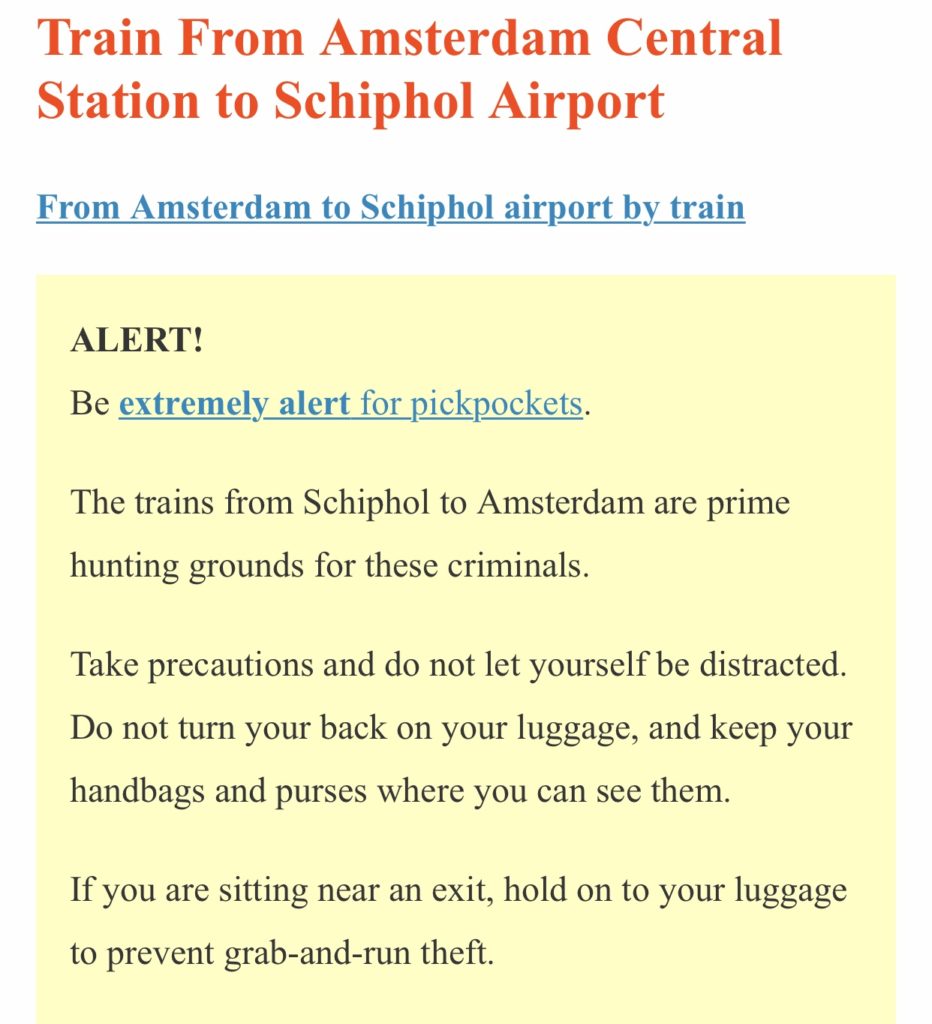 Train From Amsterdam Central
Station to Schiphol Airport
From Amsterdam to Schiphol airport by train
ALERT!
Be extremely alert for pickpockets.
The trains from Schiphol to Amsterdam are prime
hunting grounds for these criminals.
Take precautions and do not let yourself be distracted.
Do not turn your back on your luggage, and keep your
handbags and purses where you can see them.
If you are sitting near an exit, hold on to your luggage
to prevent grab-and-run theft.